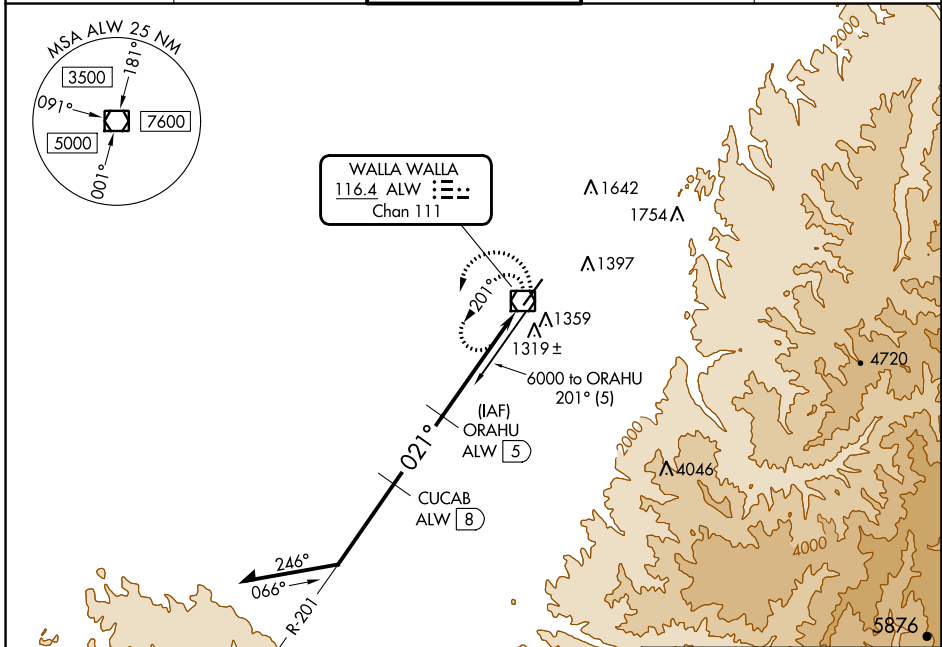 MSA ALW 25 NM
3500
181°
091°
7600
5000
001°
WALLA WALLA
116.4 ALW
Chan 111
2000
1642
1754
1397
201°
1359
1319 ±
6000 to ORAHU
201° (5)
4720
(IAF)
ORAHU
ALW 5
021°
2000
4046
CUCAB
ALW 8
4000
246°
066°
R-201
5876